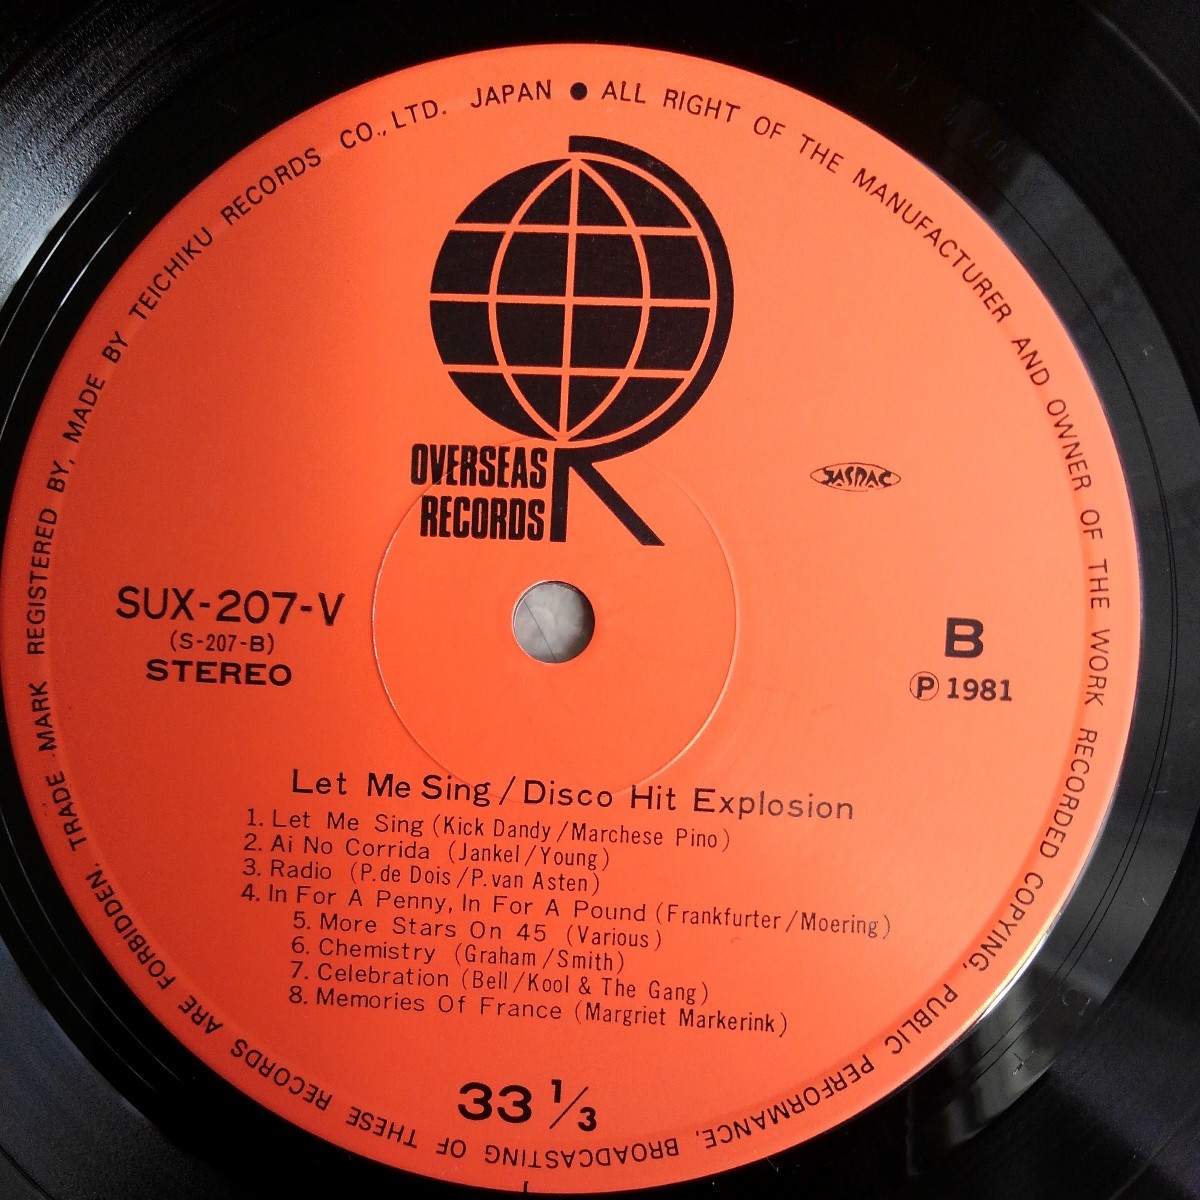 TRADE MARK REGISTERED BY, MADE BY TEICHIKU RECORDS CO., LTD. JAPAN ● ALL RIGHT OF THE MANUFACTURER AND OWNER OF THE WORK RECORDED COPYING, PUBLIC PERFORMANCE, BROADCASTING OF THESE RECORDS ARE FORBIDDEN,
OVERSEAS
RECORDS
R
JASRAC
SUX-207-V
(S-207-B)
STEREO
B
Ⓟ 1981
Let Me Sing / Disco Hit Explosion
1. Let Me Sing (Kick Dandy / Marchese Pino)
2. Ai No Corrida (Jankel / Young)
3. Radio (P. de Dois / P. van Asten)
4. In For A Penny, In For A Pound (Frankfurter / Moering)
5. More Stars On 45 (Various)
6. Chemistry (Graham / Smith)
7. Celebration (Bell / Kool & The Gang)
8. Memories Of France (Margriet Markerink)
33 1/3